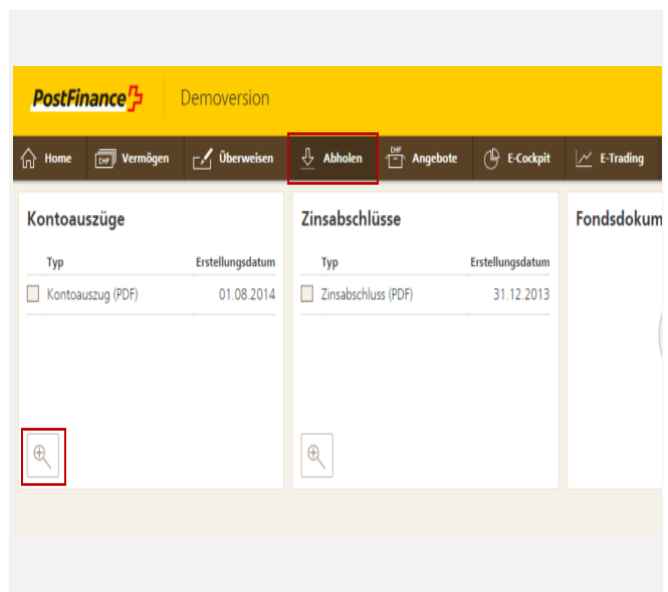 PostFinance Demoversion
Home CHF Vermögen Überweisen Abholen CHF Angebote E-Cockpit E-Trading
Kontoauszüge
Typ Erstellungsdatum
Kontoauszug (PDF) 01.08.2014
Zinsabschlüsse
Typ Erstellungsdatum
Zinsabschluss (PDF) 31.12.2013
Fondsdokum